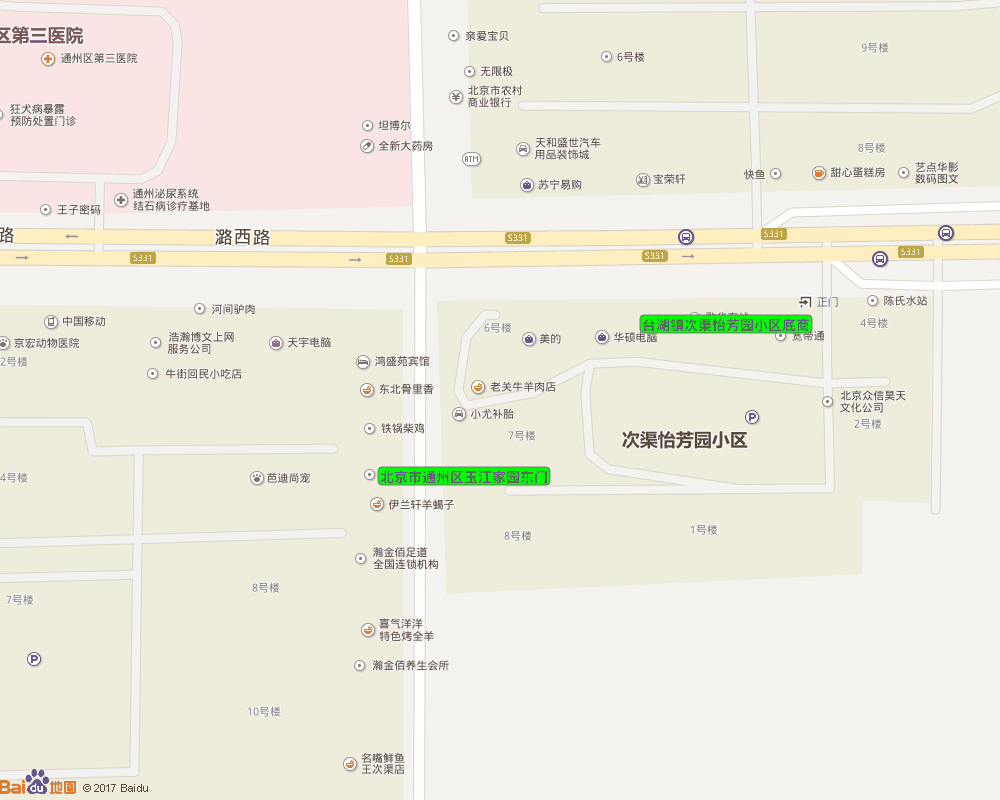 区第三医院
通州区第三医院
狂犬病暴露
预防处置门诊
坦博尔
全新大药房
通州泌尿系统
结石病诊疗基地
王子密码
亲爱宝贝
无限极
北京市农村
商业银行
ATM
6号楼
9号楼
天和盛世汽车
用品装饰城
苏宁易购
宝荣轩
快鱼
8号楼
甜心蛋糕房
艺点华影
数码图文
路
潞西路
S331
S331
S331
S331
S331
S331
河间驴肉
中国移动
京宏动物医院
2号楼
浩瀚博文上网
服务公司
天宇电脑
牛街回民小吃店
鸿盛苑宾馆
东北骨里香
铁锅柴鸡
6号楼
美的
华硕电脑
台湖镇次渠怡芳园小区底商
宽带通
正门
陈氏水站
4号楼
老关牛羊肉店
小尤补胎
7号楼
次渠怡芳园小区
P
北京众信昊天
文化公司
2号楼
4号楼
芭迪尚宠
北京市通州区玉江家园东门
伊兰轩羊蝎子
8号楼
1号楼
瀚金佰足道
全国连锁机构
8号楼
7号楼
喜气洋洋
特色烤全羊
P
瀚金佰养生会所
10号楼
名嘴鲜鱼
王次渠店
Bai du 地图
© 2017 Baidu